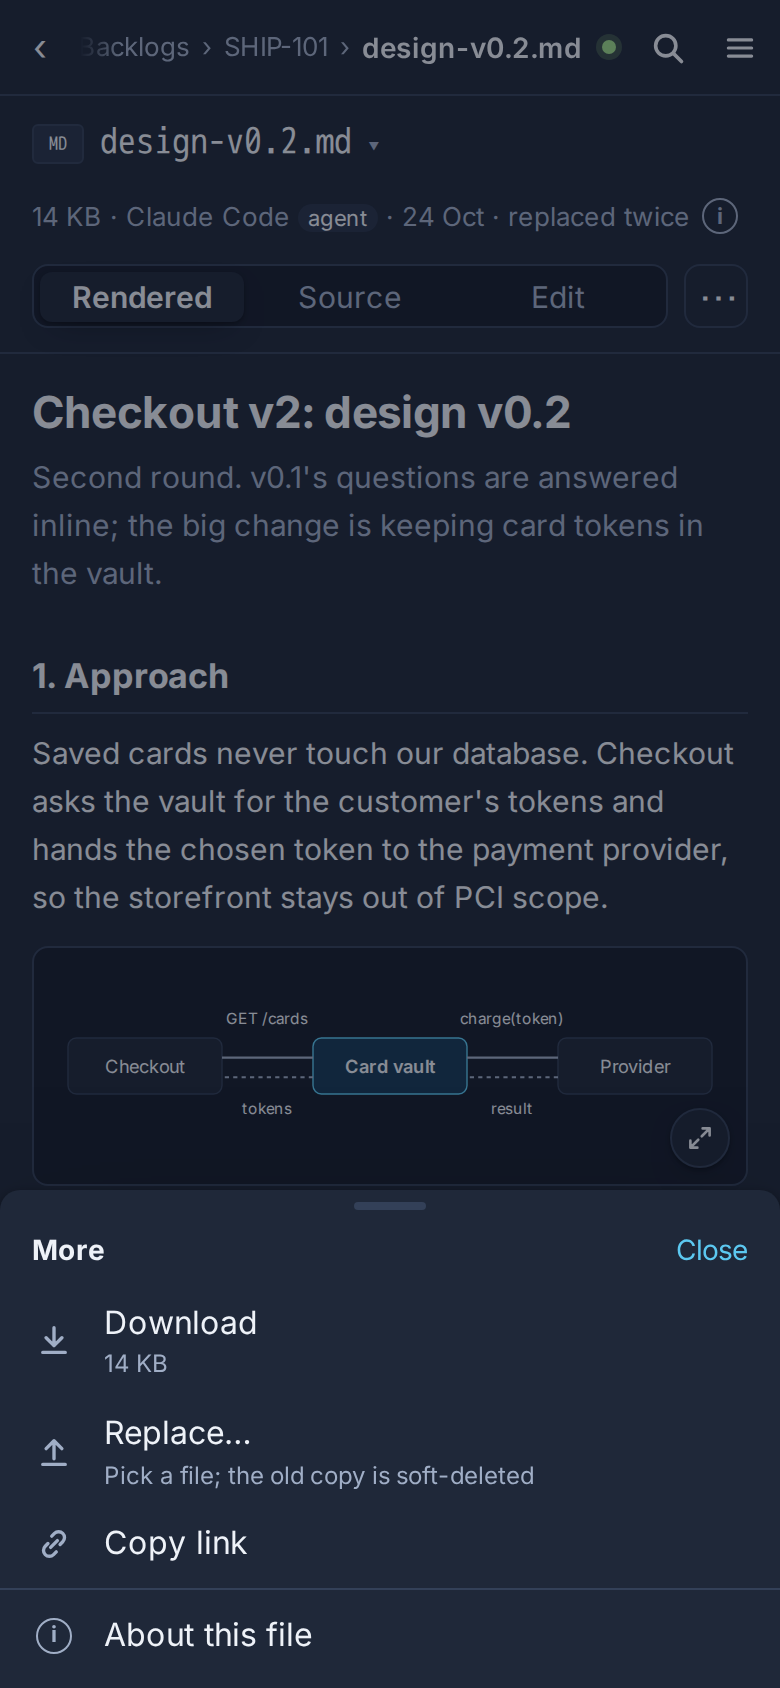 ‹ Backlogs › SHIP-101 › design-v0.2.md
MD design-v0.2.md ▾
14 KB · Claude Code agent · 24 Oct · replaced twice i
Rendered Source Edit ···
Checkout v2: design v0.2
Second round. v0.1's questions are answered
inline; the big change is keeping card tokens in
the vault.
1. Approach
Saved cards never touch our database. Checkout
asks the vault for the customer's tokens and
hands the chosen token to the payment provider,
so the storefront stays out of PCI scope.
GET /cards charge(token)
Checkout Card vault Provider
tokens result
More Close
Download
14 KB
Replace...
Pick a file; the old copy is soft-deleted
Copy link
i About this file